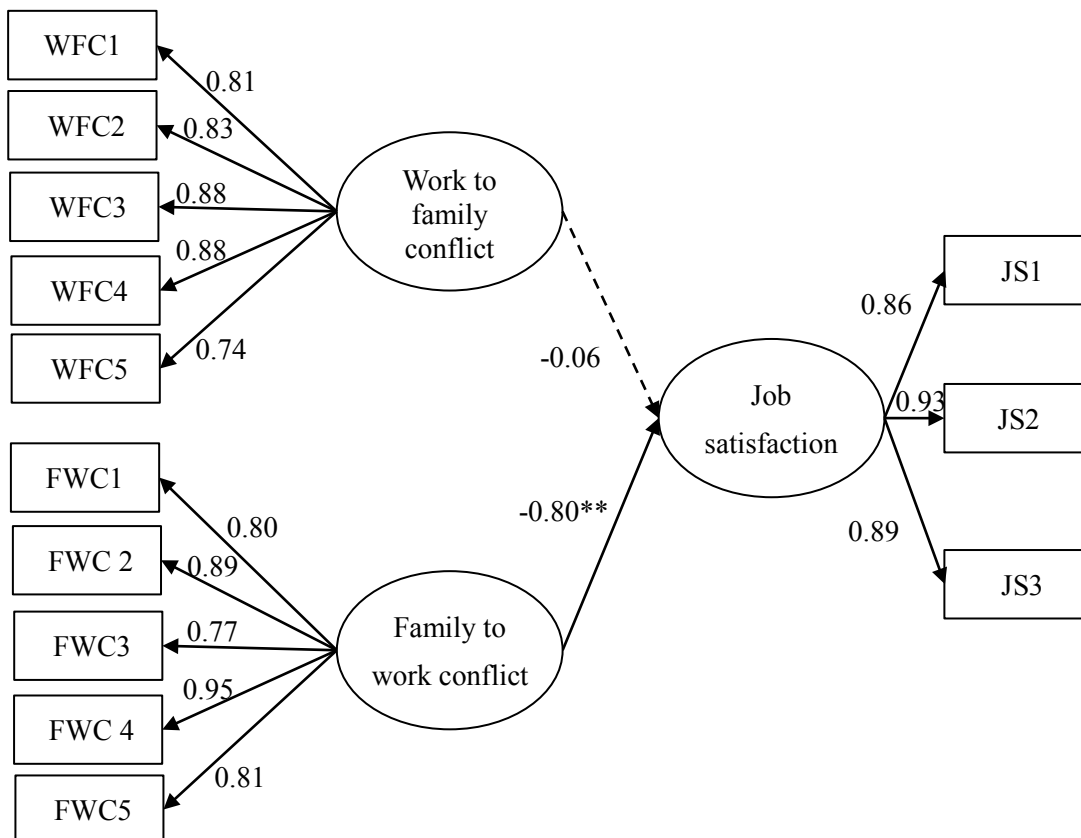 WFC1
0.81
WFC2
0.83
WFC3
0.88
WFC4
0.88
WFC5
0.74
Work to
family
conflict
-0.06
FWC1
0.80
FWC 2
0.89
FWC3
0.77
FWC 4
0.95
FWC5
0.81
Family to
work conflict
-0.80**
Job
satisfaction
0.86
JS1
0.93
JS2
0.89
JS3